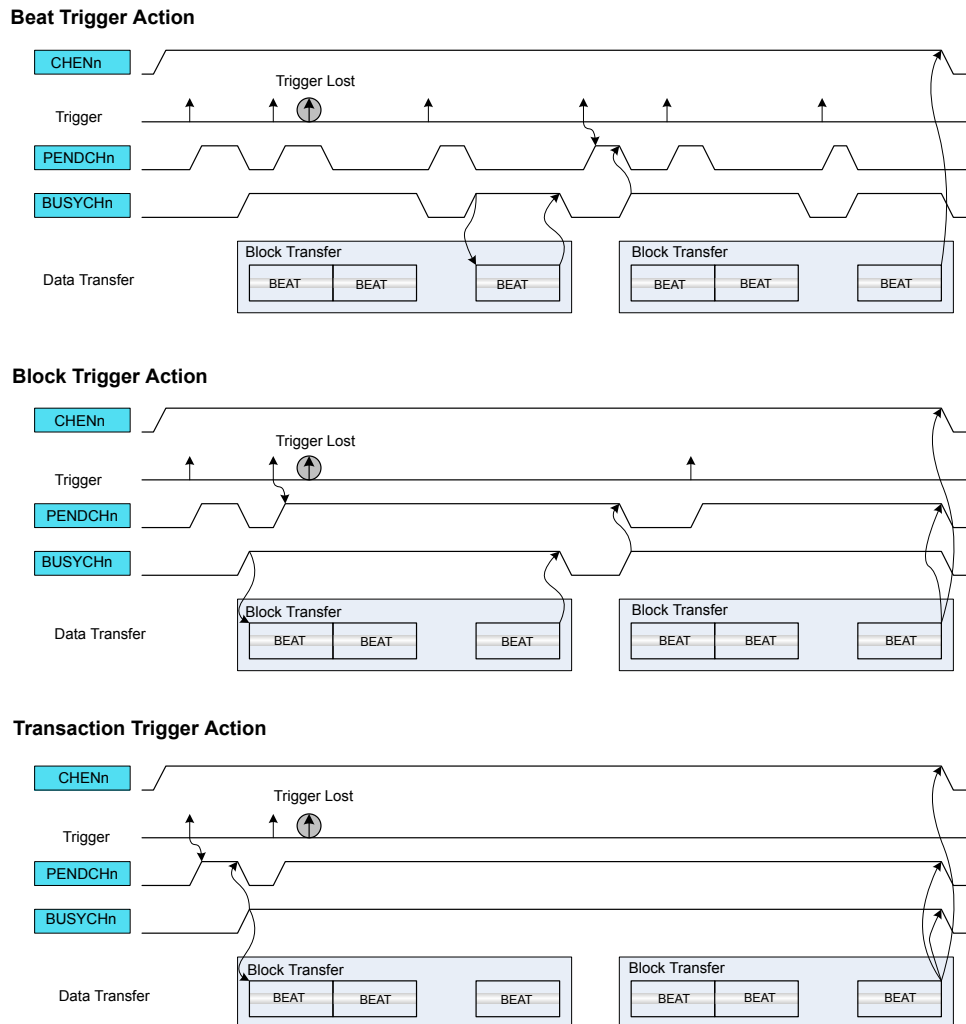 Beat Trigger Action
CHENn
Trigger Lost
Trigger
PENDCHn
BUSYCHn
Block Transfer
Block Transfer
Data Transfer
BEAT
BEAT
BEAT
BEAT
BEAT
BEAT
Block Trigger Action
CHENn
Trigger Lost
Trigger
PENDCHn
BUSYCHn
Block Transfer
Block Transfer
Data Transfer
BEAT
BEAT
BEAT
BEAT
BEAT
BEAT
Transaction Trigger Action
CHENn
Trigger Lost
Trigger
PENDCHn
BUSYCHn
Block Transfer
Block Transfer
Data Transfer
BEAT
BEAT
BEAT
BEAT
BEAT
BEAT